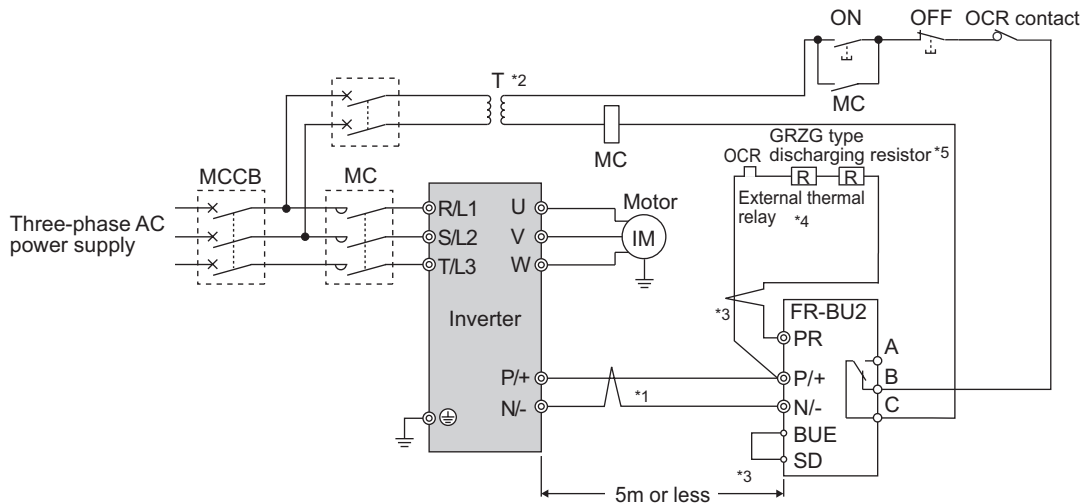 ON
OFF
OCR contact
T *2
MC
MC
GRZG type
discharging resistor *5
OCR
R
R
External thermal
relay *4
MCCB
MC
Three-phase AC
power supply
R/L1
S/L2
T/L3
U
V
W
Motor
IM
Inverter
*3
FR-BU2
PR
A
B
C
P/+
N/-
*1
P/+
N/-
BUE
SD
*3
5m or less